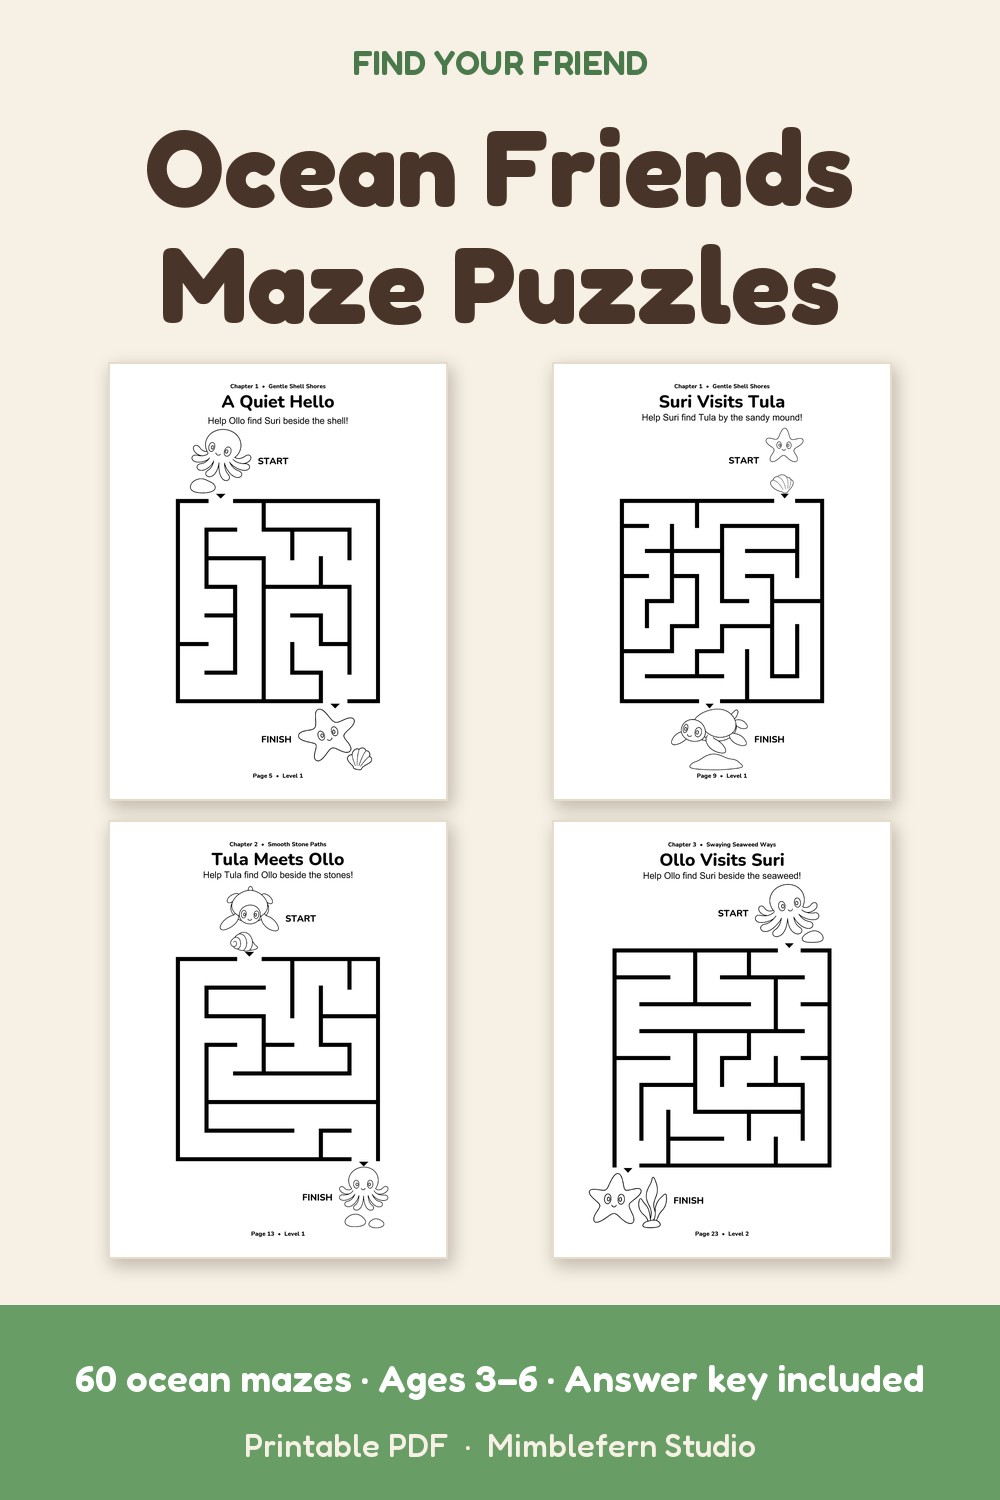 FIND YOUR FRIEND
Ocean Friends
Maze Puzzles
Chapter 1 • Gentle Shell Shores
A Quiet Hello
Help Ollo find Suri beside the shell!
START
FINISH
Page 5 • Level 1
Chapter 1 • Gentle Shell Shores
Suri Visits Tula
Help Suri find Tula by the sandy mound!
START
FINISH
Page 9 • Level 1
Chapter 2 • Smooth Stone Paths
Tula Meets Ollo
Help Tula find Ollo beside the stones!
START
FINISH
Page 13 • Level 1
Chapter 3 • Swaying Seaweed Ways
Ollo Visits Suri
Help Ollo find Suri beside the seaweed!
START
FINISH
Page 23 • Level 2
60 ocean mazes · Ages 3–6 · Answer key included
Printable PDF · Mimblefern Studio